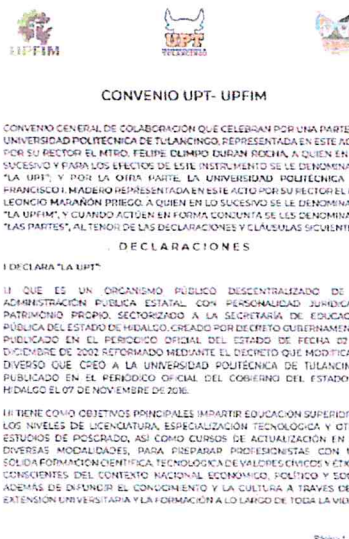 UPFIM
UPT
TULANCINGO
CONVENIO UPT- UPFIM
CONVENIO GENERAL DE COLABORACIÓN QUE CELEBRAN POR UNA PARTE
UNIVERSIDAD POLITÉCNICA DE TULANCINGO, REPRESENTADA EN ESTE AC
POR SU RECTOR EL MTRO. FELIPE OLIMPO DURAN ROCHA, A QUIEN EN
SUCESIVO Y PARA LOS EFECTOS DE ESTE INSTRUMENTO SE LE DENOMINA
"LA UPT"; Y POR LA OTRA PARTE, LA UNIVERSIDAD POLITÉCNICA
FRANCISCO I. MADERO REPRESENTADA EN ESTE ACTO POR SU RECTOR EL
LEONCIO MARAÑÓN PRIEGO, A QUIEN EN LO SUCESIVO SE LE DENOMINA
"LA UPFIM", Y CUANDO ACTÚEN EN FORMA CONJUNTA SE LES DENOMINA
"LAS PARTES", AL TENOR DE LAS DECLARACIONES Y CLÁUSULAS SIGUIENTE
DECLARACIONES
I DECLARA "LA UPT":
I.I QUE ES UN ORGANISMO PÚBLICO DESCENTRALIZADO DE
ADMINISTRACIÓN PÚBLICA ESTATAL, CON PERSONALIDAD JURÍDICA
PATRIMONIO PROPIO, SECTORIZADO A LA SECRETARÍA DE EDUCAC
PÚBLICA DEL ESTADO DE HIDALGO, CREADO POR DECRETO GUBERNAMEN
PUBLICADO EN EL PERIÓDICO OFICIAL DEL ESTADO DE FECHA 02
DICIEMBRE DE 2002 REFORMADO MEDIANTE EL DECRETO QUE MODIFICA
DIVERSO QUE CREÓ A LA UNIVERSIDAD POLITÉCNICA DE TULANCIN
PUBLICADO EN EL PERIÓDICO OFICIAL DEL GOBIERNO DEL ESTADO
HIDALGO EL 07 DE NOVIEMBRE DE 2016.
TIENE COMO OBJETIVOS PRINCIPALES IMPARTIR EDUCACIÓN SUPERIOR
LOS NIVELES DE LICENCIATURA, ESPECIALIZACIÓN TECNOLÓGICA Y OT
ESTUDIOS DE POSGRADO, ASÍ COMO CURSOS DE ACTUALIZACIÓN EN
DIVERSAS MODALIDADES, PARA PREPARAR PROFESIONISTAS CON
SÓLIDA FORMACIÓN CIENTÍFICA, TECNOLÓGICA DE VALORES CÍVICOS Y ÉTIC
CONSCIENTES DEL CONTEXTO NACIONAL ECONÓMICO, POLÍTICO Y SOC
ADEMÁS DE DIFUNDIR EL CONOCIMIENTO Y LA CULTURA A TRAVÉS DE
EXTENSIÓN UNIVERSITARIA Y LA FORMACIÓN A LO LARGO DE TODA LA VID